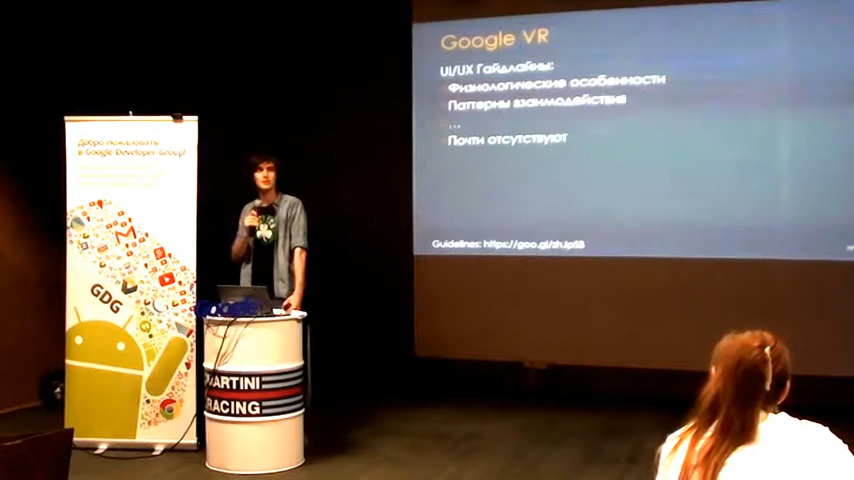 Google VR
UI/UX Гайдлайны:
Физиологические особенности
Паттерны взаимодействия
...
Почти отсутствуют
Guidelines: https://goo.gl/
Добро пожаловать
в Google Developer Group!
GDG
Google
MARTINI
RACING